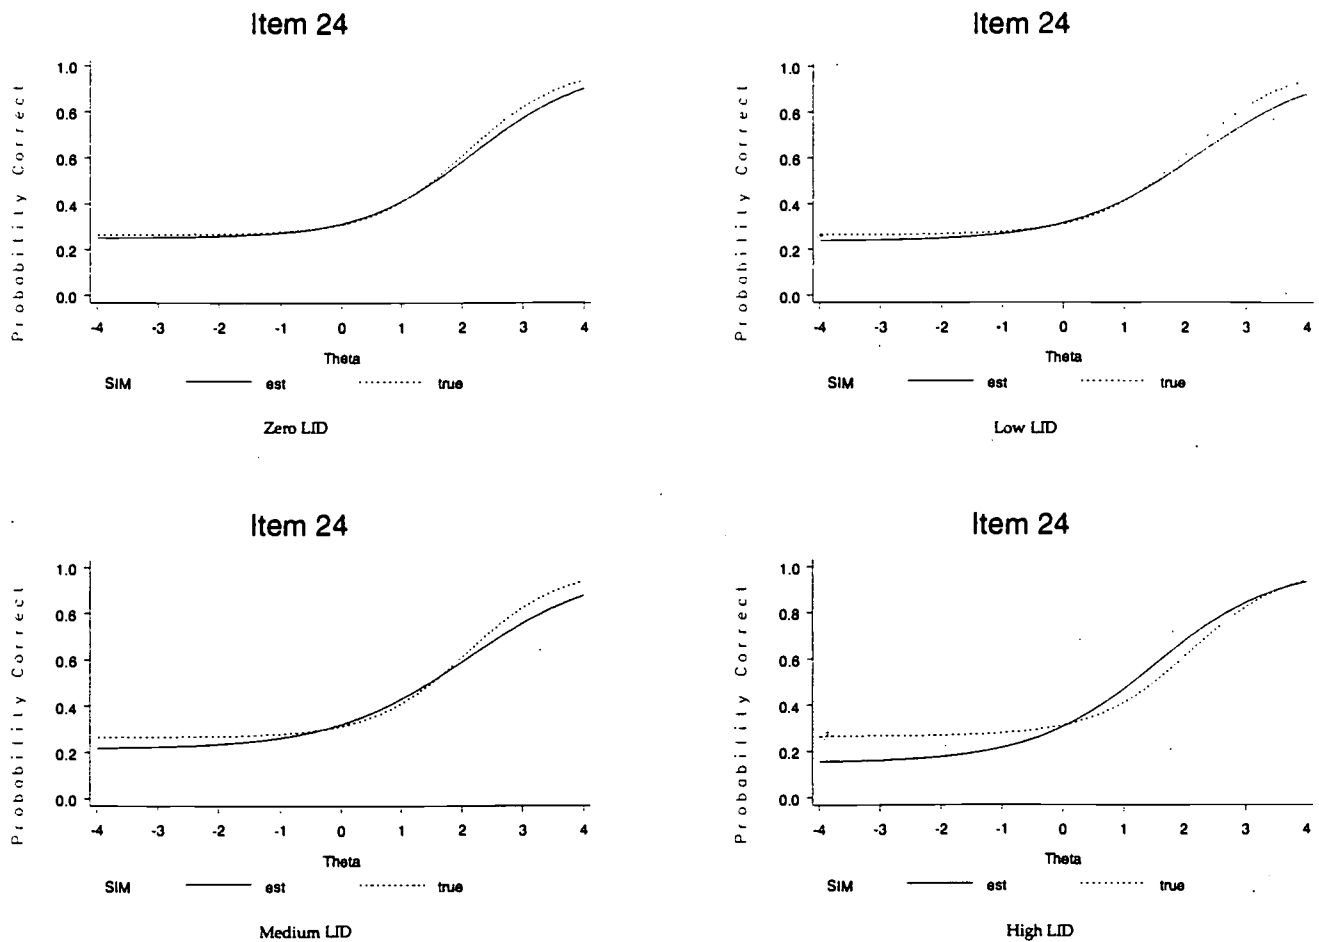 Item 24
Probability Correct
1.0
0.8
0.6
0.4
0.2
0.0
-4 -3 -2 -1 0 1 2 3 4
Theta
SIM est true
Zero LID
Item 24
Probability Correct
1.0
0.8
0.6
0.4
0.2
0.0
-4 -3 -2 -1 0 1 2 3 4
Theta
SIM est true
Low LID
Item 24
Probability Correct
1.0
0.8
0.6
0.4
0.2
0.0
-4 -3 -2 -1 0 1 2 3 4
Theta
SIM est true
Medium LID
Item 24
Probability Correct
1.0
0.8
0.6
0.4
0.2
0.0
-4 -3 -2 -1 0 1 2 3 4
Theta
SIM est true
High LID